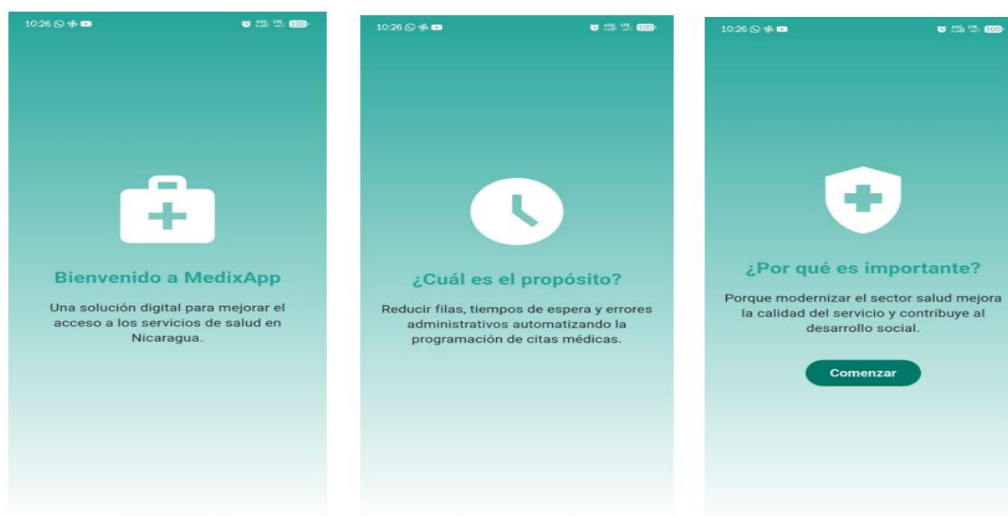 10:26
100
Bienvenido a MedixApp
Una solución digital para mejorar el
acceso a los servicios de salud en
Nicaragua.
10:26
100
¿Cuál es el propósito?
Reducir filas, tiempos de espera y errores
administrativos automatizando la
programación de citas médicas.
10:26
100
¿Por qué es importante?
Porque modernizar el sector salud mejora
la calidad del servicio y contribuye al
desarrollo social.
Comenzar